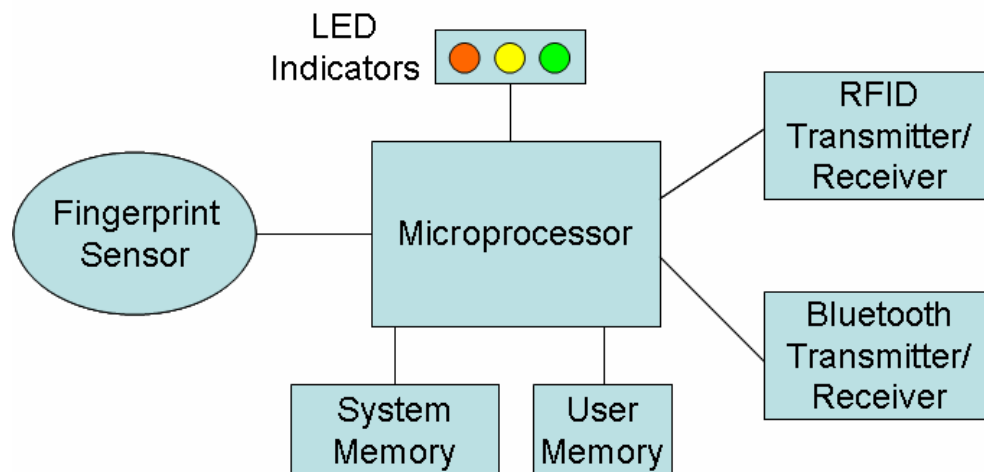 LED
Indicators
RFID
Transmitter/
Receiver
Fingerprint
Sensor
Microprocessor
Bluetooth
Transmitter/
Receiver
System
Memory
User
Memory